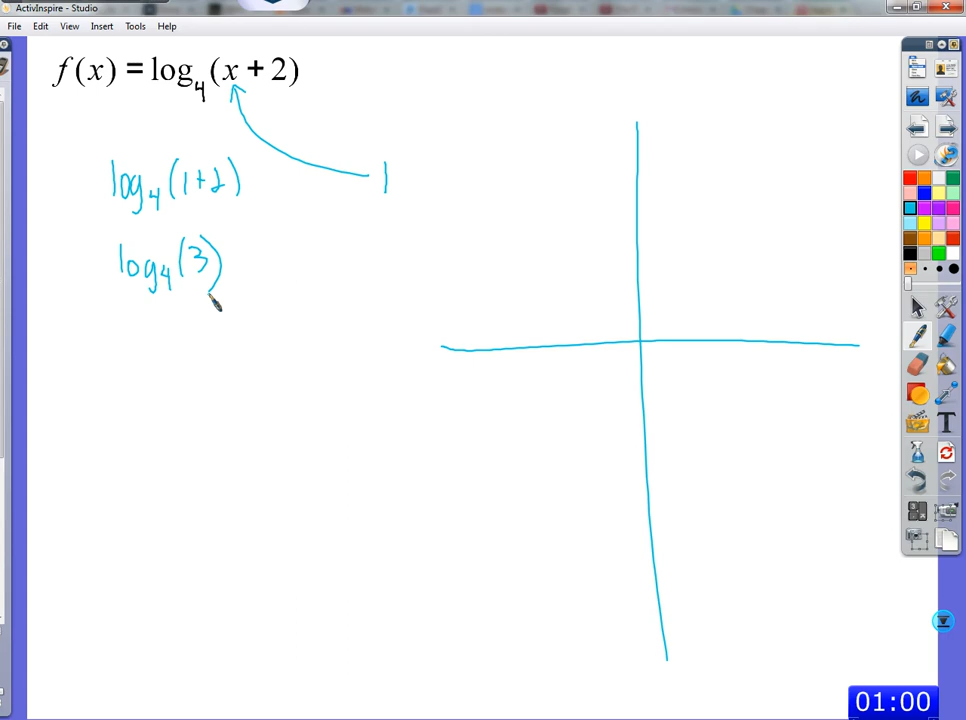 ActivInspire - Studio
File Edit View Insert Tools Help
f(x) = log₄(x + 2)
log₄(1+2) 1
log₄(3)
01:00